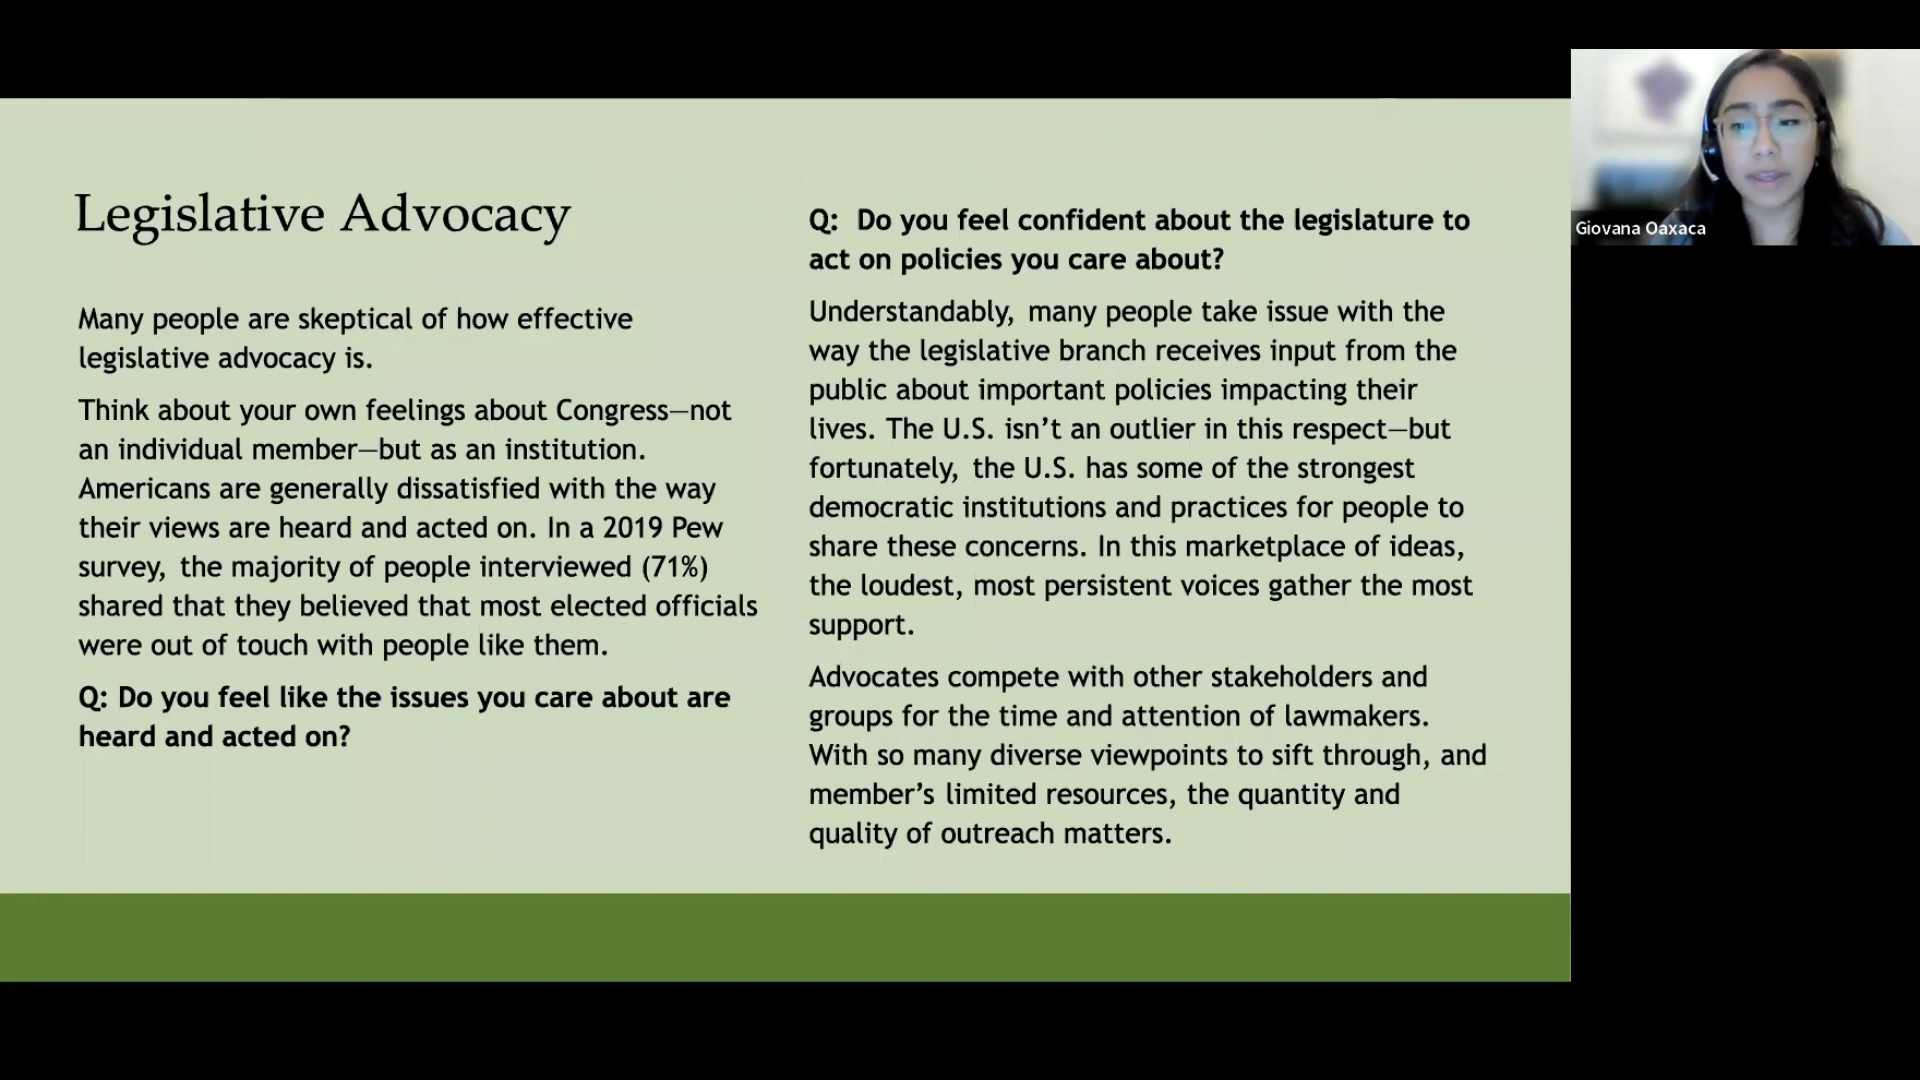 Legislative Advocacy
Many people are skeptical of how effective
legislative advocacy is.
Think about your own feelings about Congress—not
an individual member—but as an institution.
Americans are generally dissatisfied with the way
their views are heard and acted on. In a 2019 Pew
survey, the majority of people interviewed (71%)
shared that they believed that most elected officials
were out of touch with people like them.
Q: Do you feel like the issues you care about are
heard and acted on?
Q: Do you feel confident about the legislature to
act on policies you care about?
Understandably, many people take issue with the
way the legislative branch receives input from the
public about important policies impacting their
lives. The U.S. isn’t an outlier in this respect—but
fortunately, the U.S. has some of the strongest
democratic institutions and practices for people to
share these concerns. In this marketplace of ideas,
the loudest, most persistent voices gather the most
support.
Advocates compete with other stakeholders and
groups for the time and attention of lawmakers.
With so many diverse viewpoints to sift through, and
member’s limited resources, the quantity and
quality of outreach matters.
Giovana Oaxaca